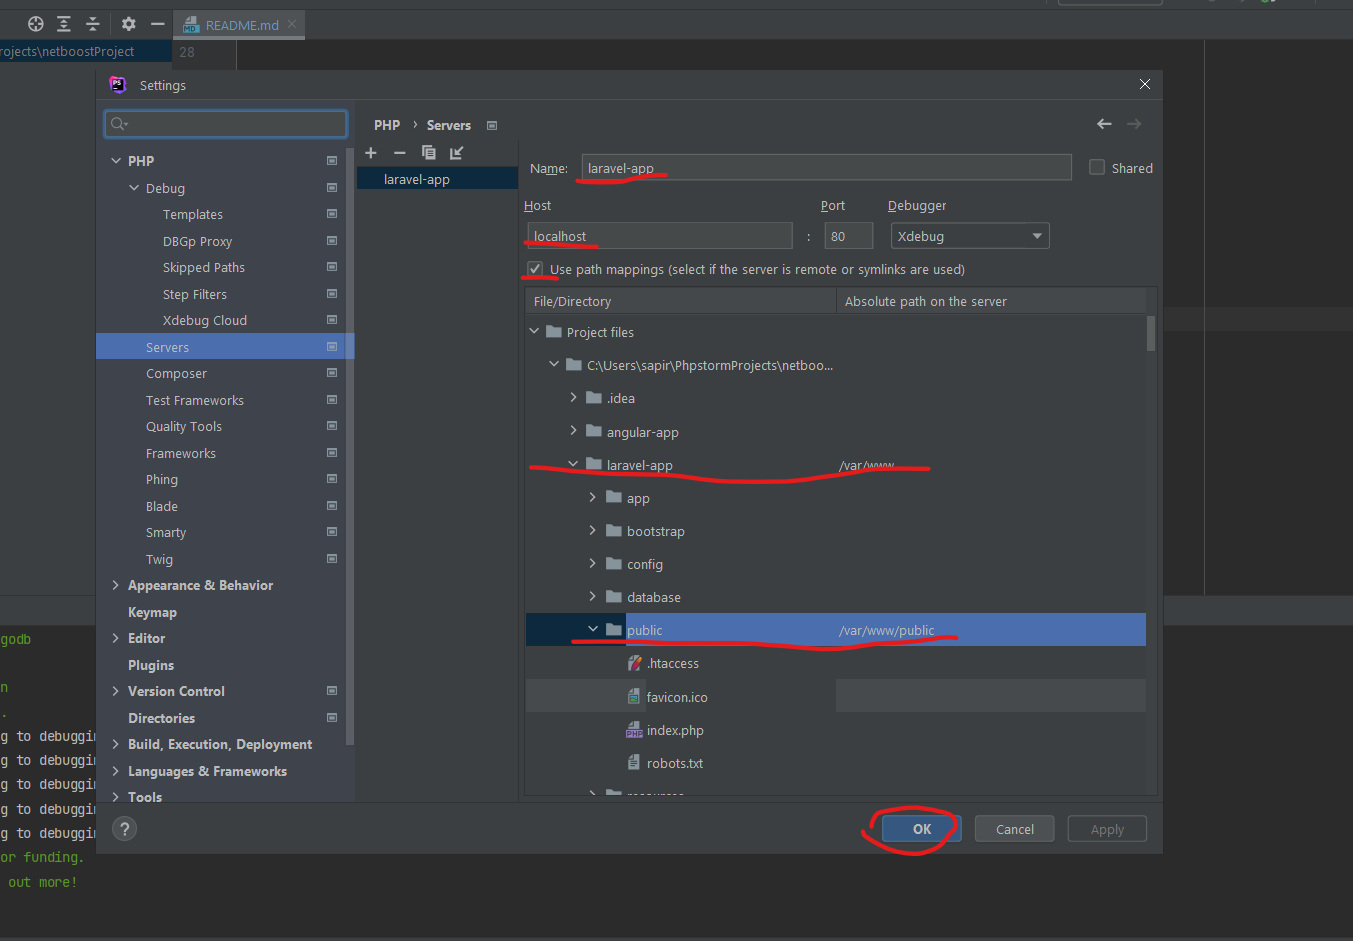 README.md
rojects\netboostProject
28
Settings
PHP › Servers
PHP
Debug
Templates
DBGp Proxy
Skipped Paths
Step Filters
Xdebug Cloud
Servers
Composer
Test Frameworks
Quality Tools
Frameworks
Phing
Blade
Smarty
Twig
Appearance & Behavior
Keymap
Editor
Plugins
Version Control
Directories
Build, Execution, Deployment
Languages & Frameworks
Tools
laravel-app
Name: laravel-app Shared
Host Port Debugger
localhost : 80 Xdebug
Use path mappings (select if the server is remote or symlinks are used)
File/Directory Absolute path on the server
Project files
C:\Users\sapir\PhpstormProjects\netboo...
.idea
angular-app
laravel-app /var/www
app
bootstrap
config
database
public /var/www/public
.htaccess
favicon.ico
index.php
robots.txt
resources
? OK Cancel Apply
godb
n
.
g to debuggin
g to debuggin
g to debuggin
g to debuggin
g to debuggin
or funding.
out more!